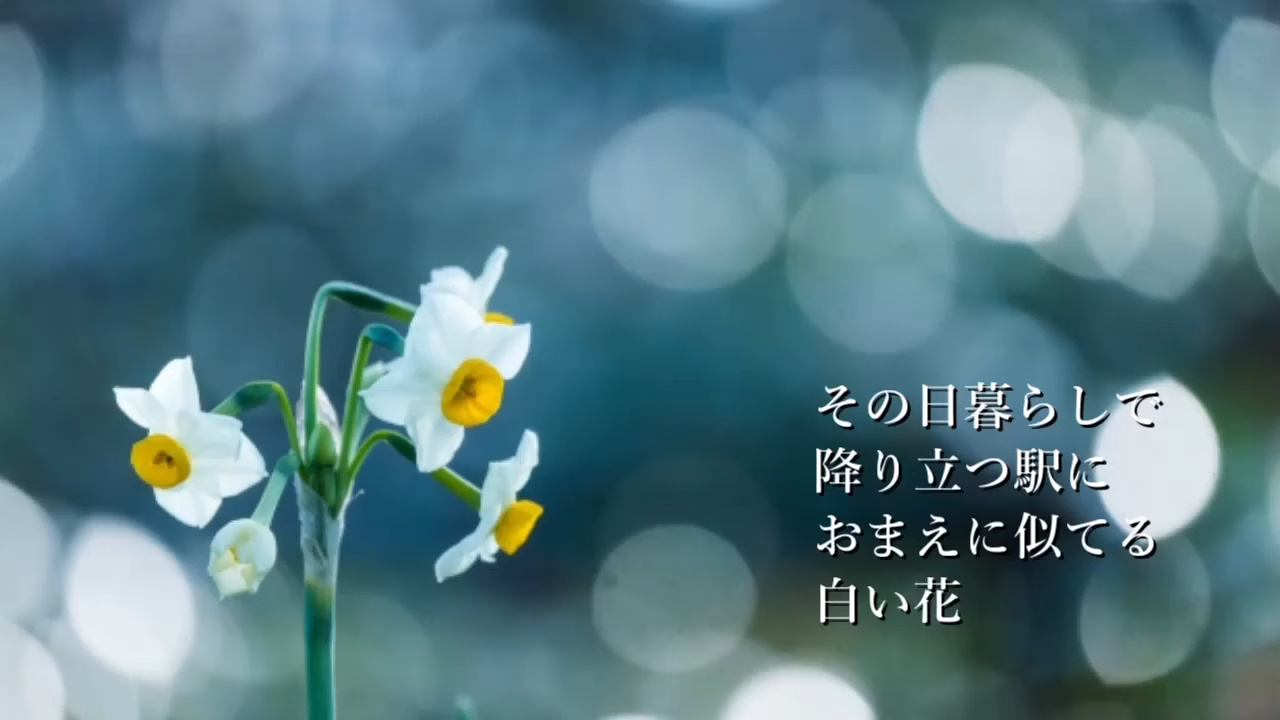 その日暮らしで
降り立つ駅に
おまえに似てる
白い花